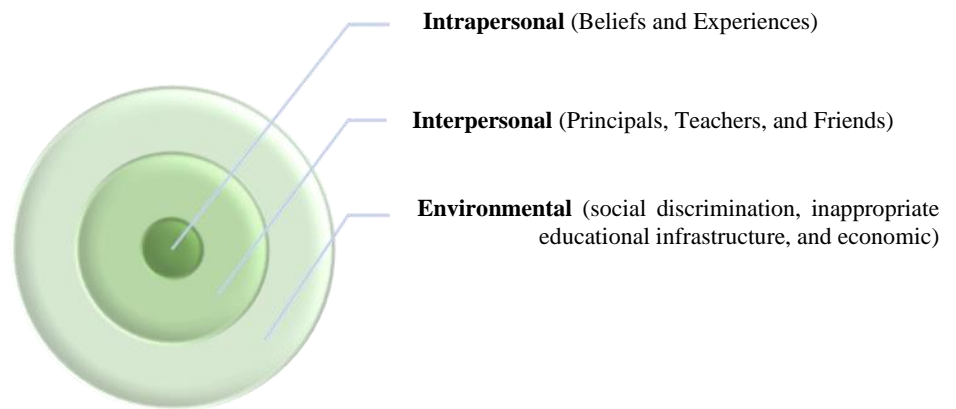 Intrapersonal (Beliefs and Experiences)
Interpersonal (Principals, Teachers, and Friends)
Environmental (social discrimination, inappropriate
educational infrastructure, and economic)